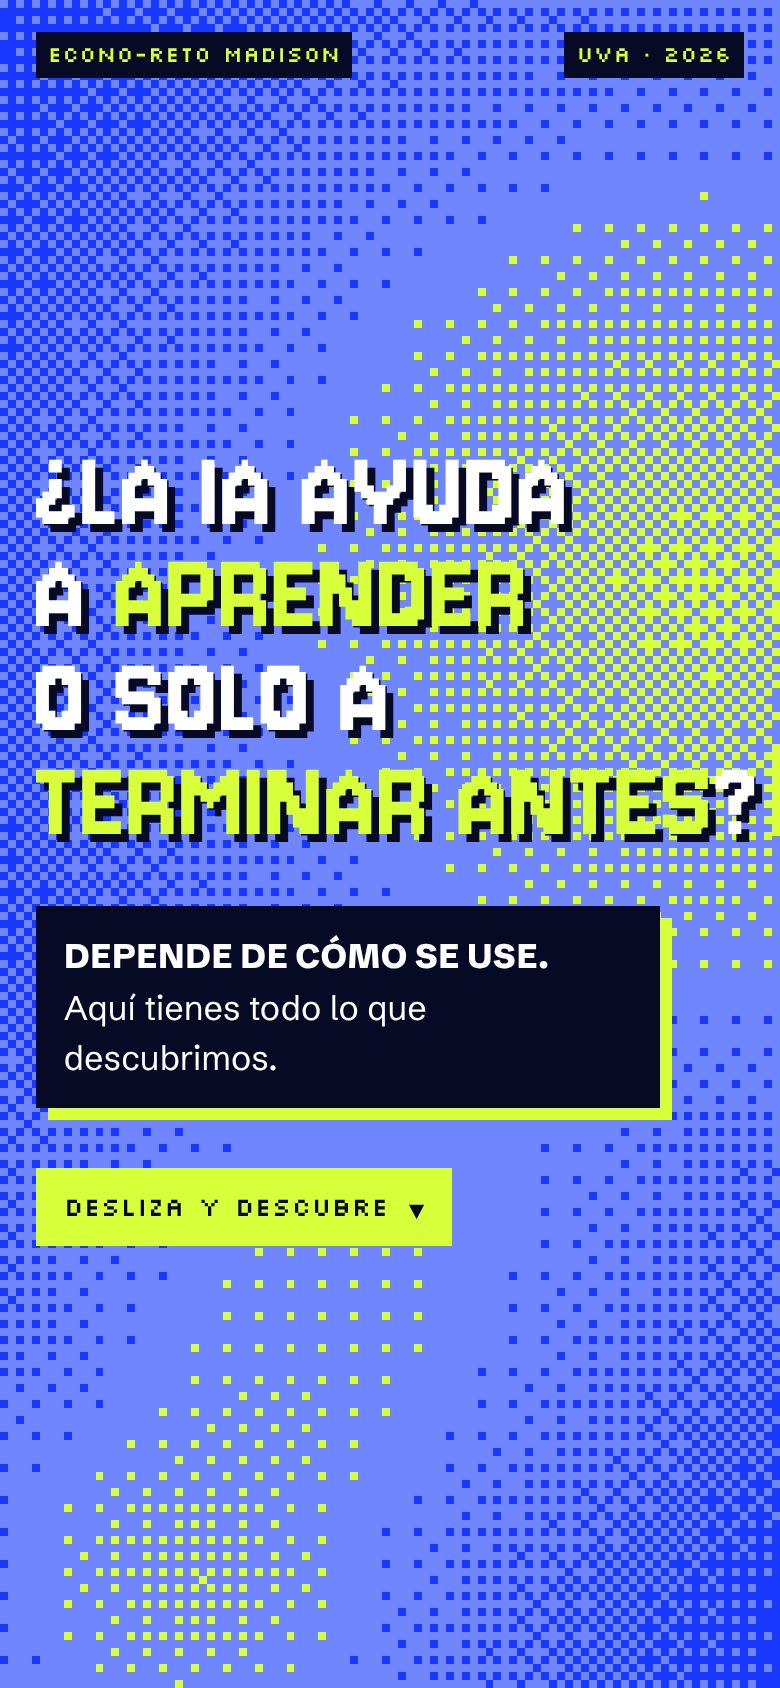 ECONO-RETO MADISON
UVA · 2026
¿LA IA AYUDA
A APRENDER
O SOLO A
TERMINAR ANTES?
DEPENDE DE CÓMO SE USE.
Aquí tienes todo lo que
descubrimos.
DESLIZA Y DESCUBRE ▼